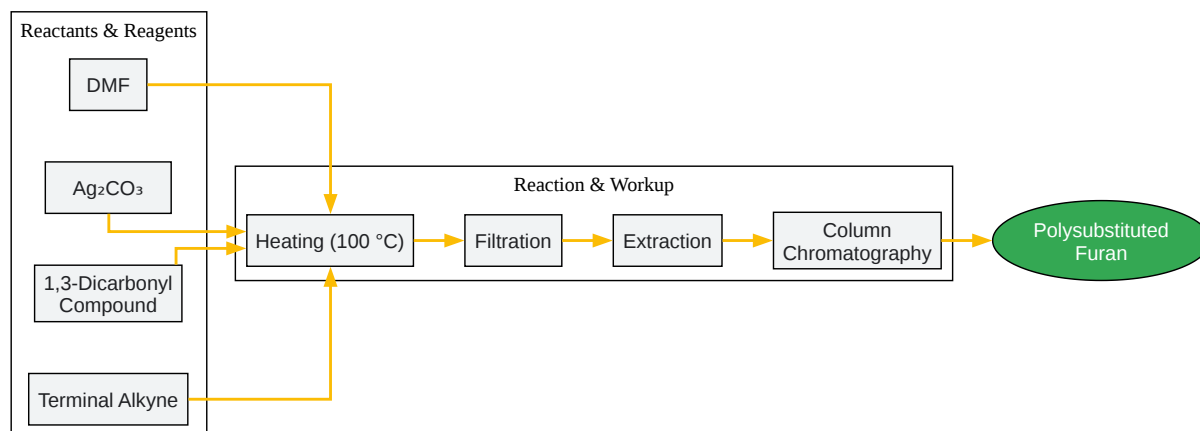 Reactants & Reagents
DMF
Ag₂CO₃
1,3-Dicarbonyl
Compound
Terminal Alkyne
Reaction & Workup
Heating (100 °C)
Filtration
Extraction
Column
Chromatography
Polysubstituted
Furan